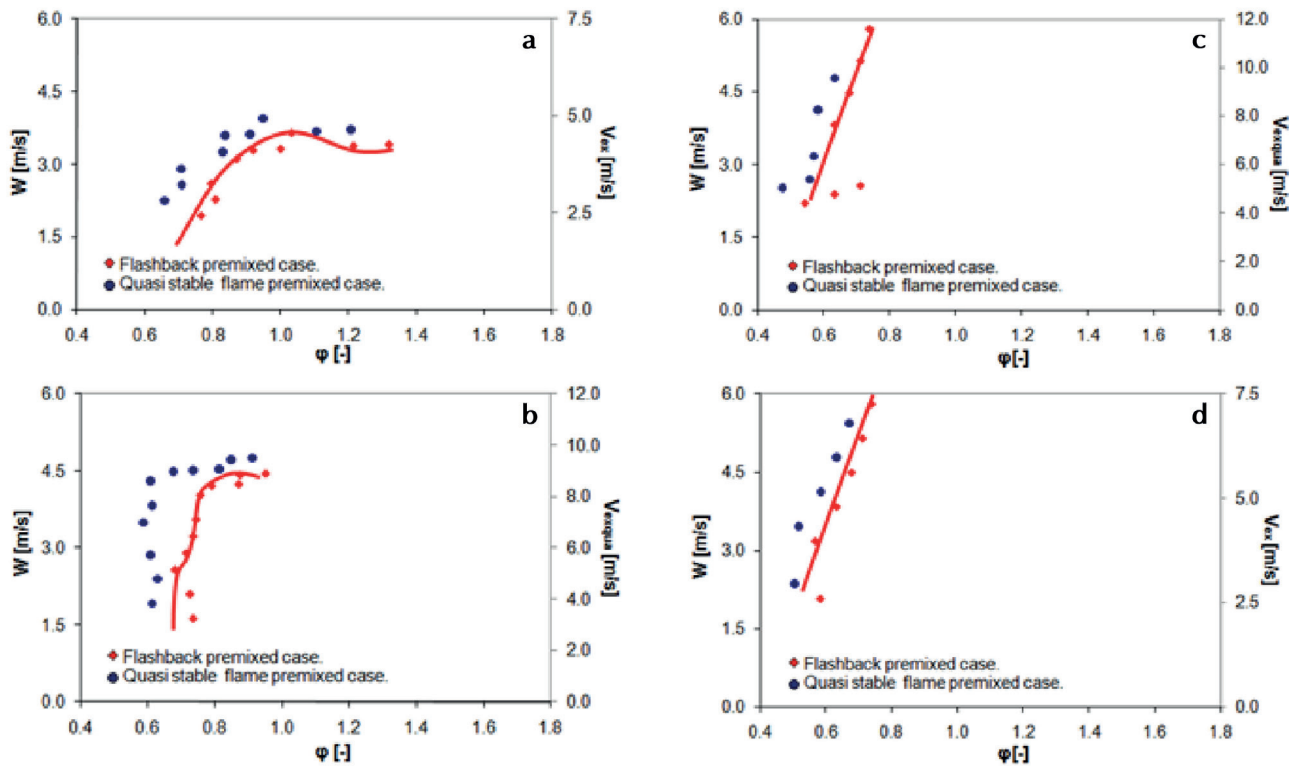 a
6.0
4.5
3.0
1.5
0.0
W [m/s]
7.5
5.0
2.5
0.0
Vex [m/s]
Flashback premixed case.
Quasi stable flame premixed case.
0.4 0.6 0.8 1.0 1.2 1.4 1.6 1.8
φ [-]
c
6.0
4.5
3.0
1.5
0.0
W [m/s]
12.0
10.0
8.0
6.0
4.0
12.0
0.0
Vexqua [m/s]
Flashback premixed case.
Quasi stable flame premixed case.
0.4 0.6 0.8 1.0 1.2 1.4 1.6 1.8
φ[-]
b
6.0
4.5
3.0
1.5
0.0
W [m/s]
12.0
10.0
8.0
6.0
4.0
2.0
0.0
Vexqua [m/s]
Flashback premixed case.
Quasi stable flame premixed case.
0.4 0.6 0.8 1.0 1.2 1.4 1.6 1.8
φ [-]
d
6.0
4.5
3.0
1.5
0.0
W [m/s]
7.5
5.0
2.5
0.0
Vex [m/s]
Flashback premixed case.
Quasi stable flame premixed case.
0.4 0.6 0.8 1.0 1.2 1.4 1.6 1.8
φ[-]